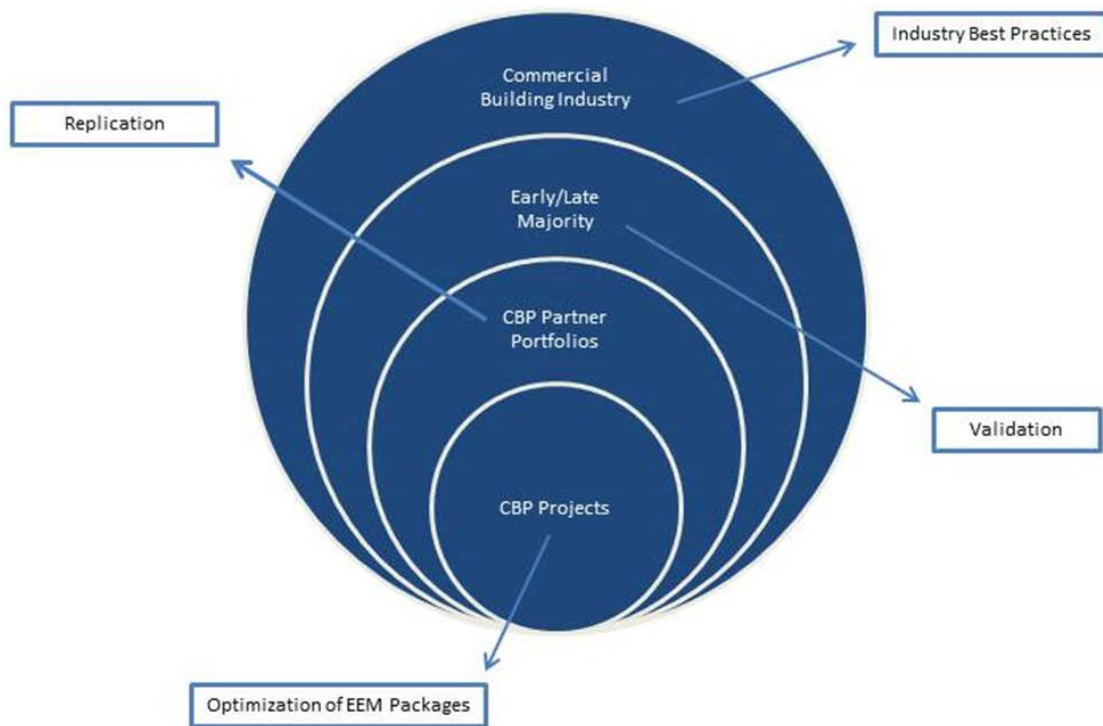 Industry Best Practices
Commercial
Building Industry
Replication
Early/Late
Majority
CBP Partner
Portfolios
Validation
CBP Projects
Optimization of EEM Packages